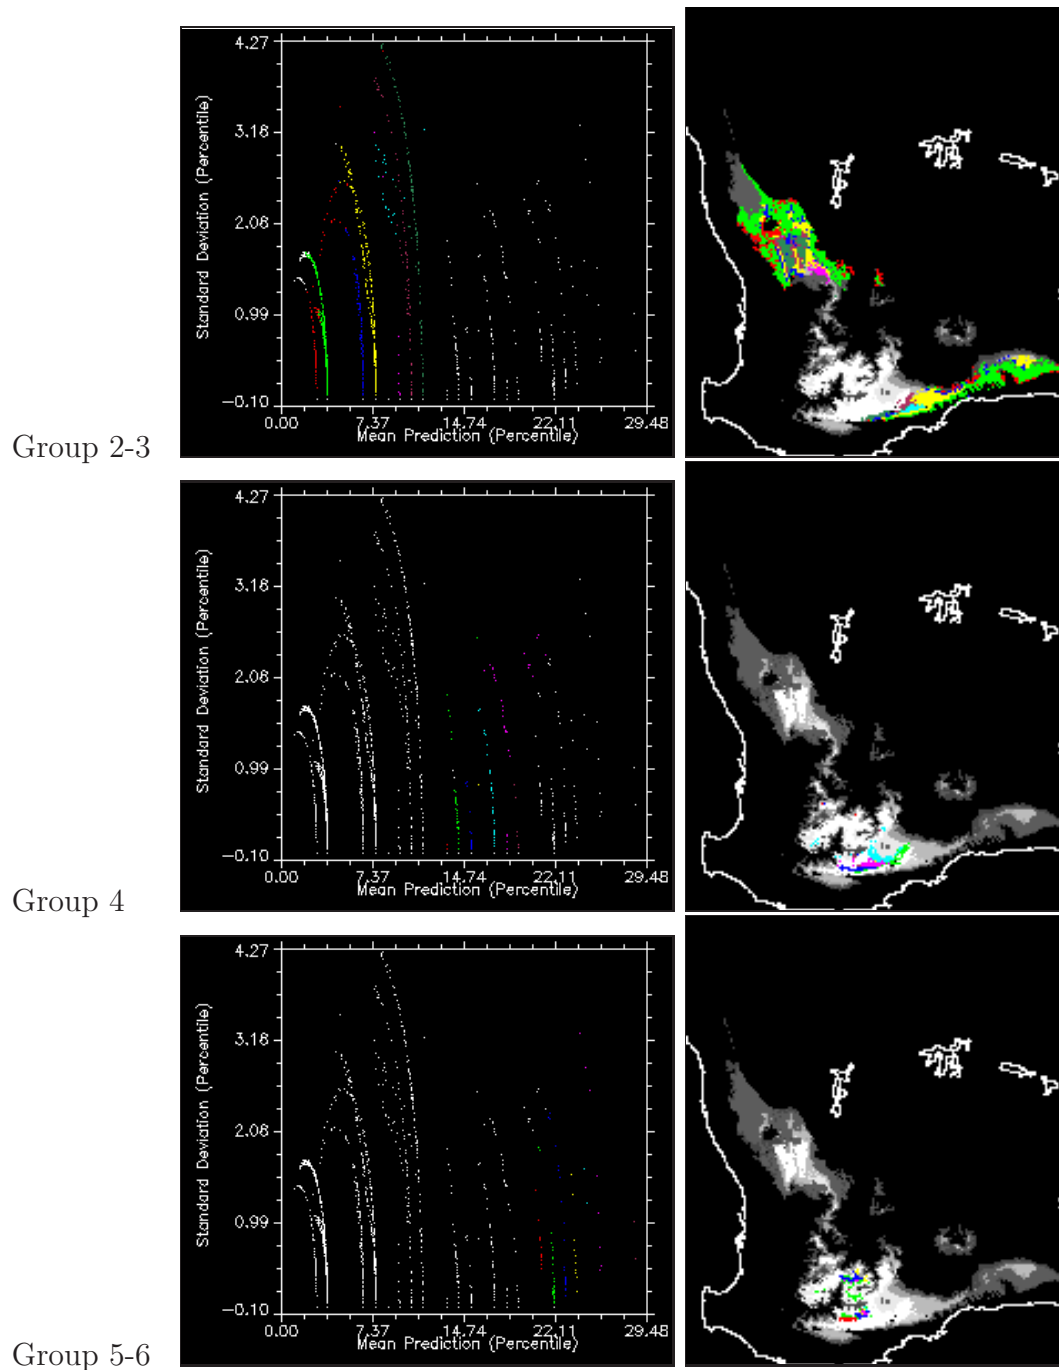 4.27
3.18
2.06
0.99
−0.10
Standard Deviation (Percentile)
0.00 7.37 14.74 22.11 29.48
Mean Prediction (Percentile)
Group 2-3
4.27
3.18
2.06
0.99
−0.10
Standard Deviation (Percentile)
0.00 7.37 14.74 22.11 29.48
Mean Prediction (Percentile)
Group 4
4.27
3.18
2.06
0.99
−0.10
Standard Deviation (Percentile)
0.00 7.37 14.74 22.11 29.48
Mean Prediction (Percentile)
Group 5-6